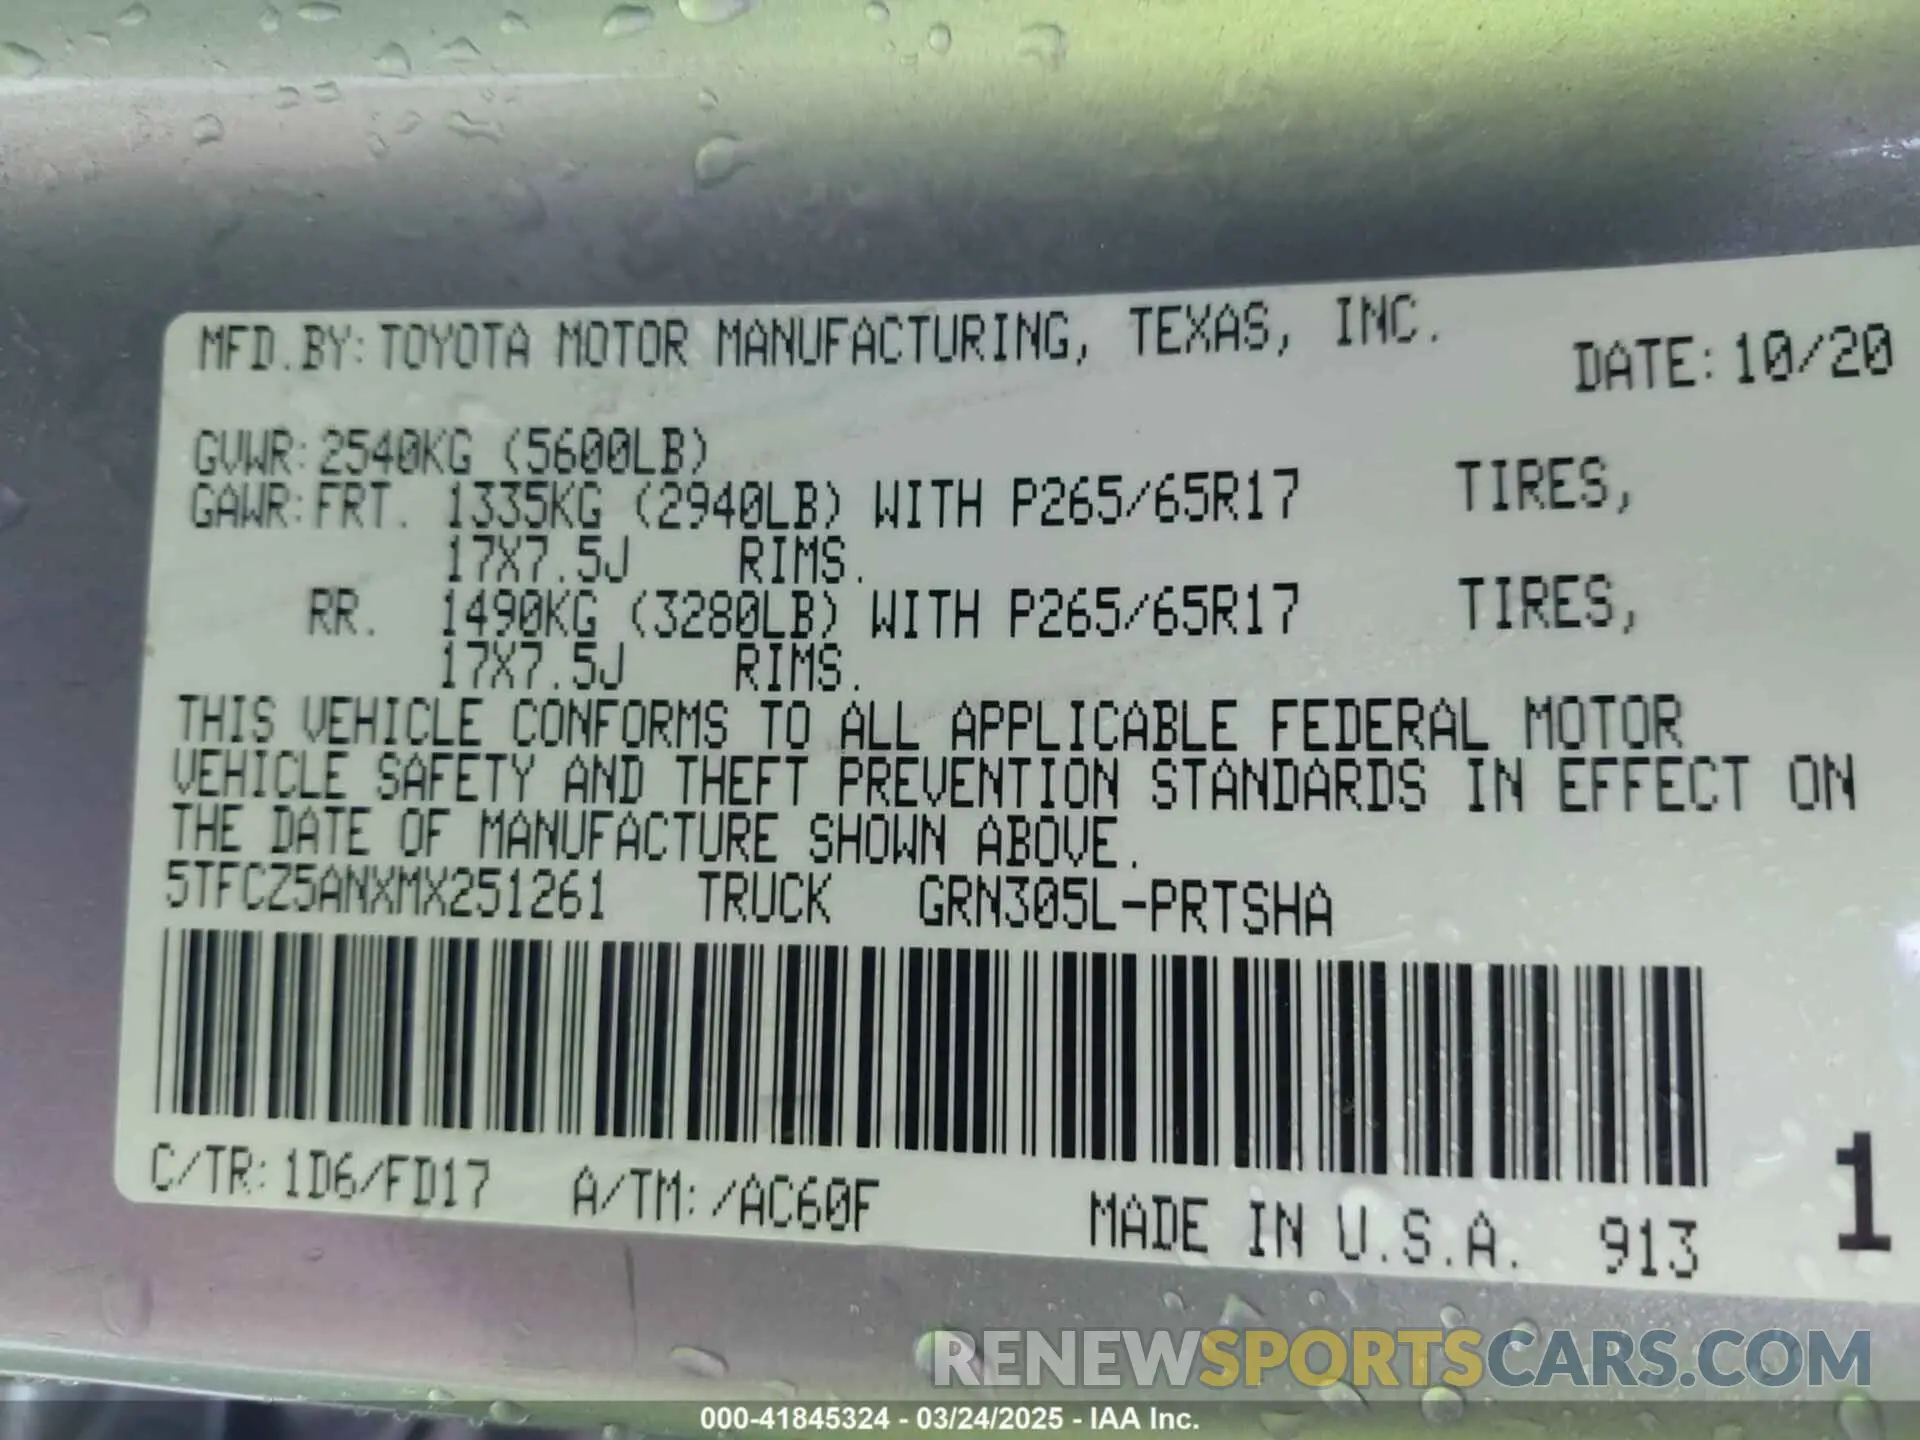 MFD.BY:TOYOTA MOTOR MANUFACTURING, TEXAS, INC. DATE:10/20
GVWR:2540KG (5600LB)
GAWR:FRT. 1335KG (2940LB) WITH P265/65R17 TIRES,
17X7.5J RIMS.
RR. 1490KG (3280LB) WITH P265/65R17 TIRES,
17X7.5J RIMS.
THIS VEHICLE CONFORMS TO ALL APPLICABLE FEDERAL MOTOR
VEHICLE SAFETY AND THEFT PREVENTION STANDARDS IN EFFECT ON
THE DATE OF MANUFACTURE SHOWN ABOVE.
5TFCZ5ANXMX251261 TRUCK GRN305L-PRTSHA
C/TR:1D6/FD17 A/TM:/AC60F MADE IN U.S.A. 913 1
RENEWSPORTSCARS.COM
000-41845324 - 03/24/2025 - IAA Inc.